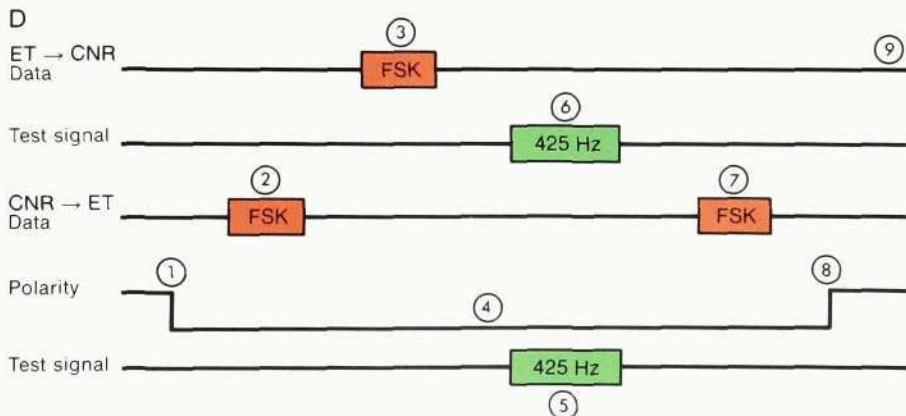 D
③ ⑨
ET → CNR
Data FSK
⑥
Test signal 425 Hz
② ⑦
CNR → ET
Data FSK FSK
① ⑧
Polarity ④
Test signal 425 Hz
⑤